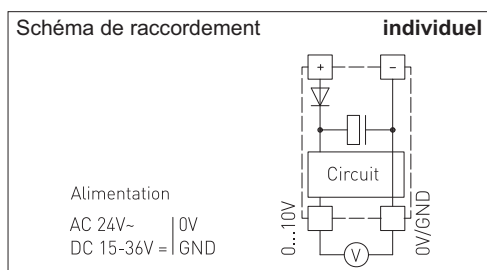 Schéma de raccordement individuel
+ −
Circuit
Alimentation
AC 24V~ 0V
DC 15-36V = GND
0...10V
0V/GND
V